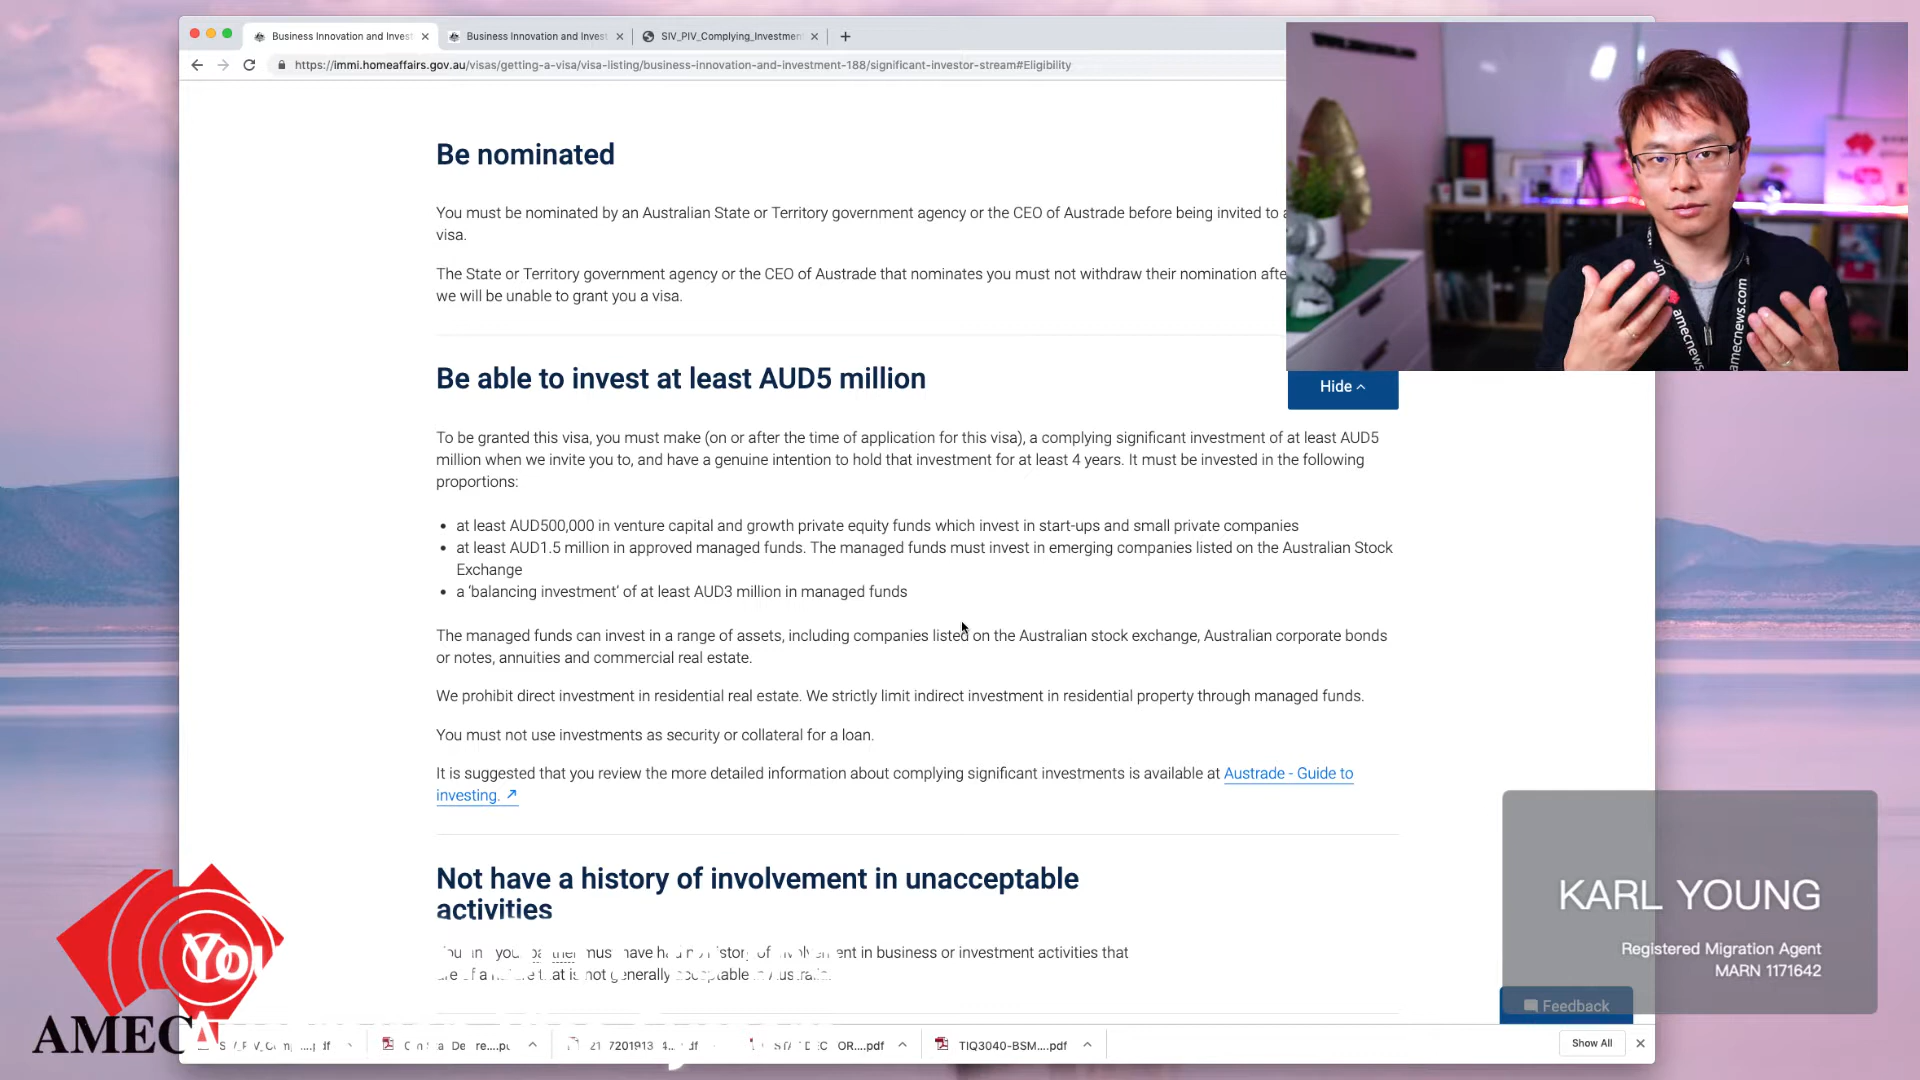 Business Innovation and Invest
Business Innovation and Invest
SIV_PIV_Complying_Investmen
https://immi.homeaffairs.gov.au/visas/getting-a-visa/visa-listing/business-innovation-and-investment-188/significant-investor-stream#Eligibility
Be nominated
You must be nominated by an Australian State or Territory government agency or the CEO of Austrade before being invited to
visa.
The State or Territory government agency or the CEO of Austrade that nominates you must not withdraw their nomination afte
we will be unable to grant you a visa.
Be able to invest at least AUD5 million
Hide
To be granted this visa, you must make (on or after the time of application for this visa), a complying significant investment of at least AUD5
million when we invite you to, and have a genuine intention to hold that investment for at least 4 years. It must be invested in the following
proportions:
• at least AUD500,000 in venture capital and growth private equity funds which invest in start-ups and small private companies
• at least AUD1.5 million in approved managed funds. The managed funds must invest in emerging companies listed on the Australian Stock
Exchange
• a ‘balancing investment’ of at least AUD3 million in managed funds
The managed funds can invest in a range of assets, including companies listed on the Australian stock exchange, Australian corporate bonds
or notes, annuities and commercial real estate.
We prohibit direct investment in residential real estate. We strictly limit indirect investment in residential property through managed funds.
You must not use investments as security or collateral for a loan.
It is suggested that you review the more detailed information about complying significant investments is available at Austrade - Guide to
investing.
Not have a history of involvement in unacceptable
activities
must have had no history of involvement in business or investment activities that
is not generally acceptable
Feedback
TIQ3040-BSM....pdf
Show All
amecnews.com
amecnews
KARL YOUNG
Registered Migration Agent
MARN 1171642
You
AMEC